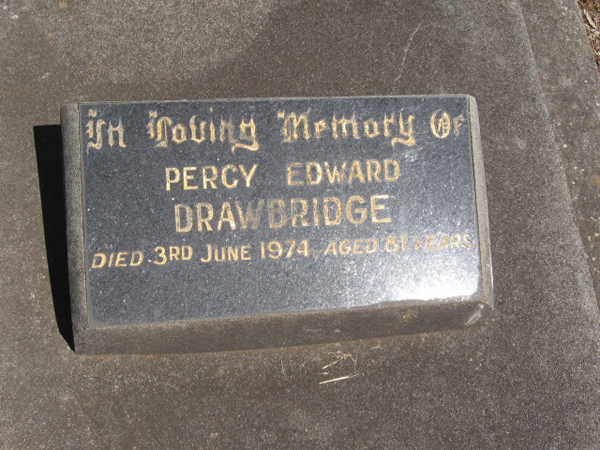 In Loving Memory Of
PERCY EDWARD
DRAWBRIDGE
DIED 3RD JUNE 1974, AGED 81 YEARS.